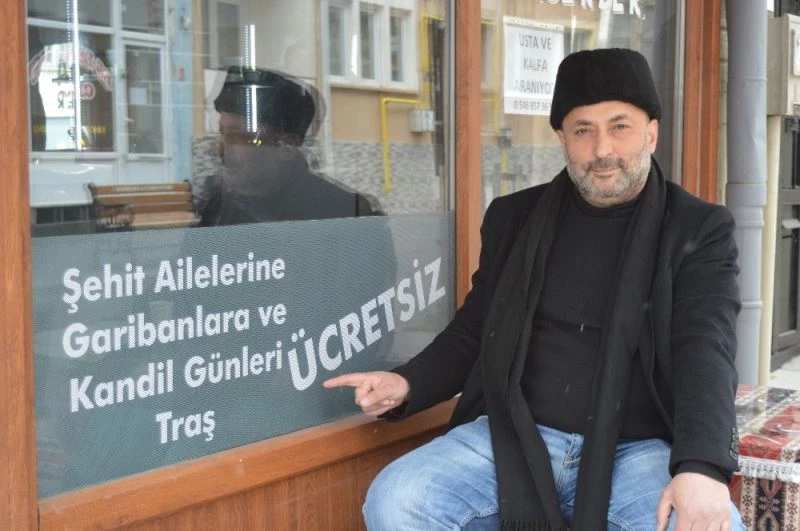 USTA VE
KALFA
ARANIYOR
Şehit Ailelerine
Garibanlara ve
Kandil Günleri
Traş
ÜCRETSİZ